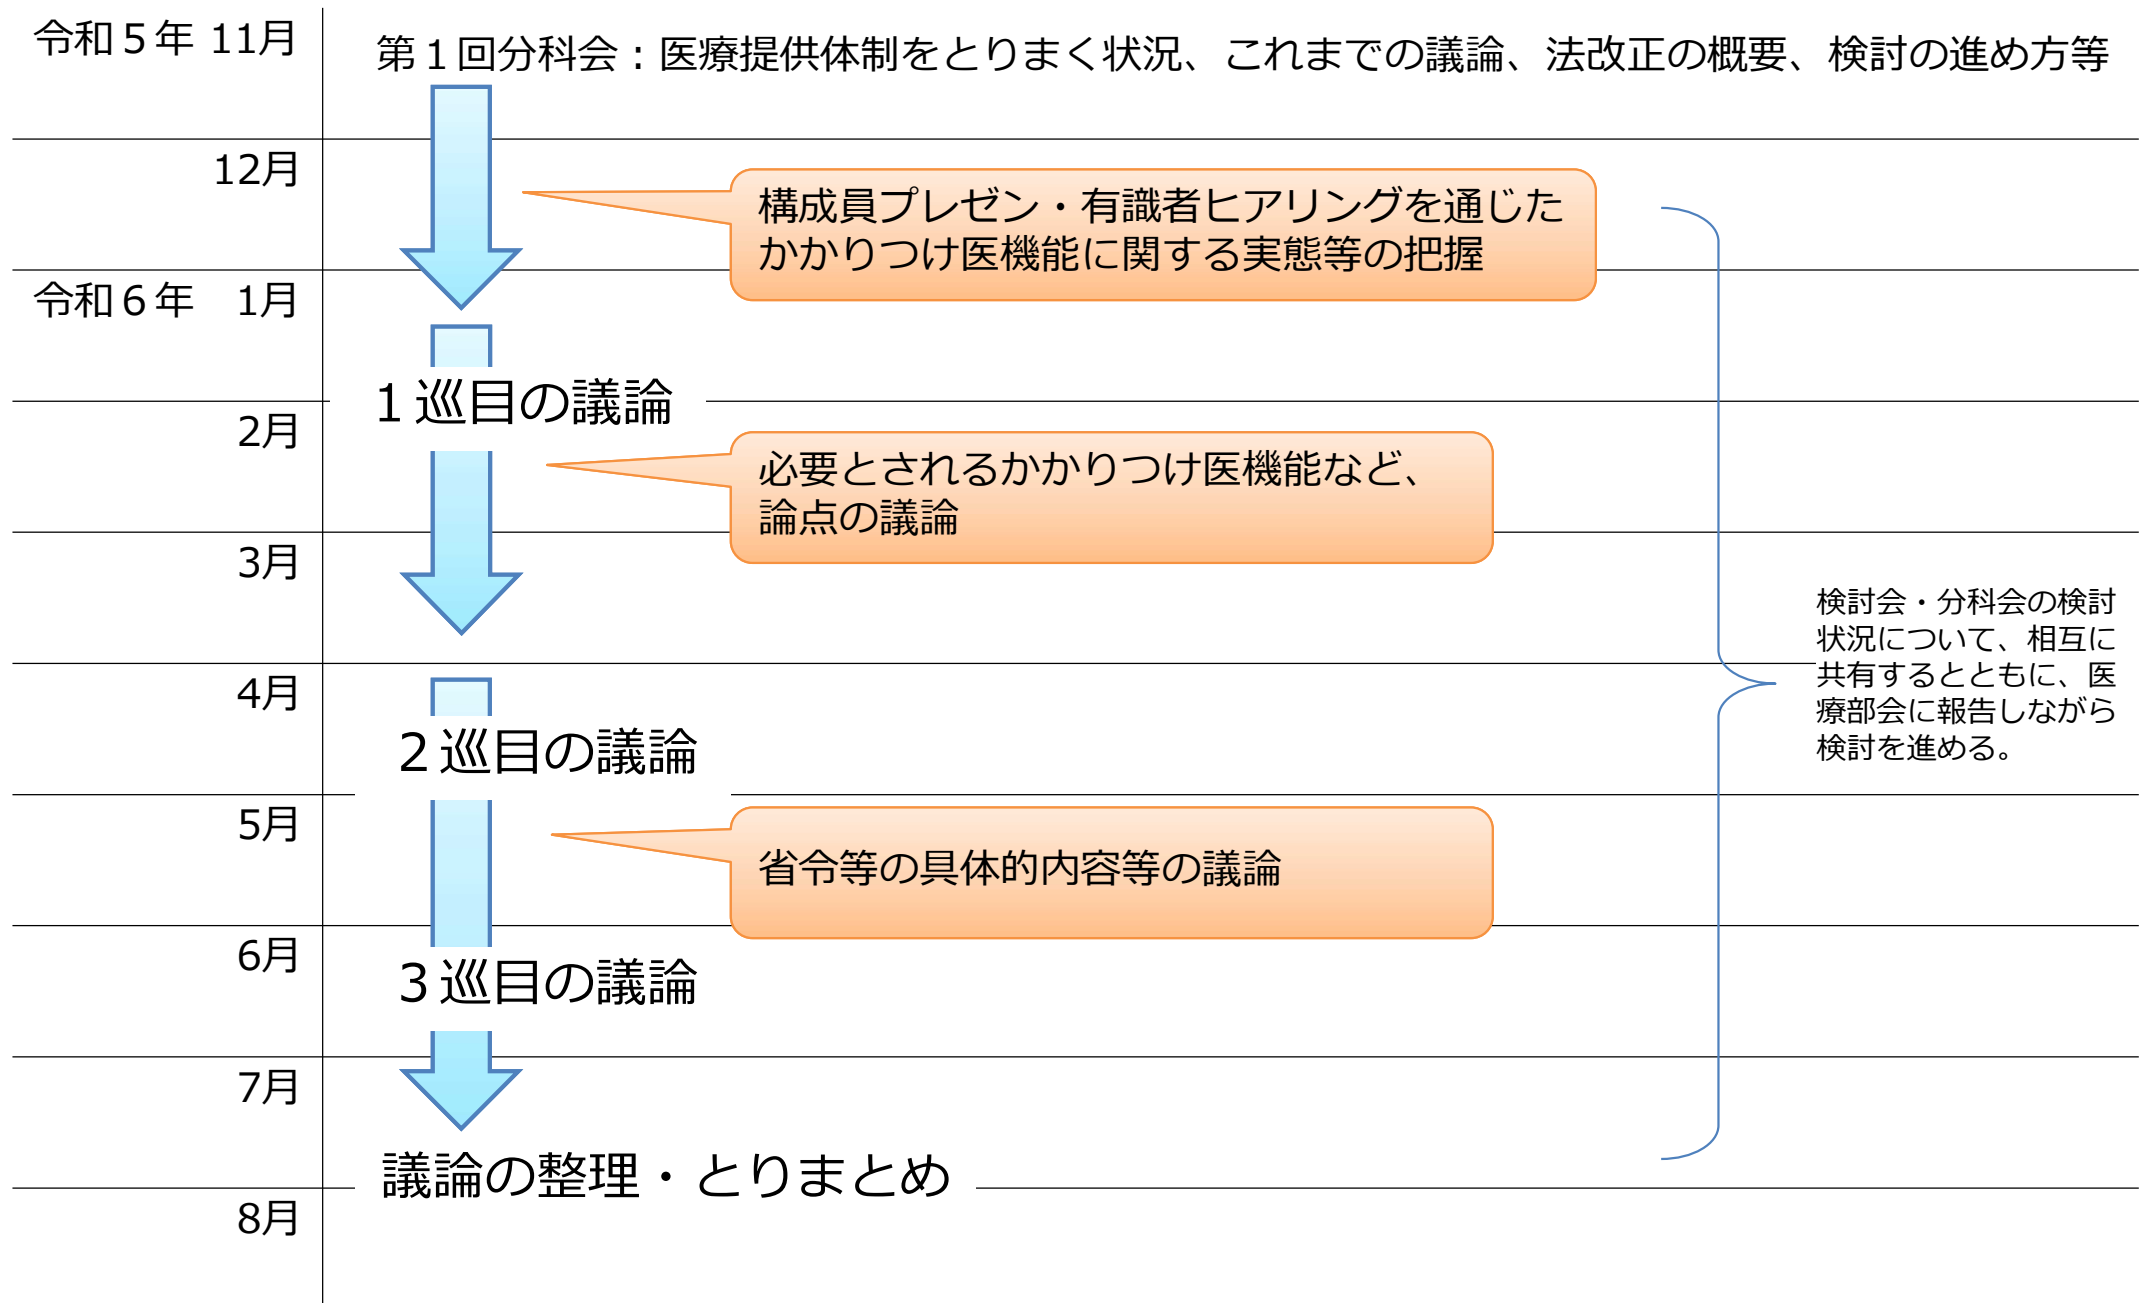 令和５年 11月
第１回分科会：医療提供体制をとりまく状況、これまでの議論、法改正の概要、検討の進め方等
12月
構成員プレゼン・有識者ヒアリングを通じた
かかりつけ医機能に関する実態等の把握
令和６年　1月
１巡目の議論
2月
必要とされるかかりつけ医機能など、
論点の議論
3月
検討会・分科会の検討
状況について、相互に
共有するとともに、医
療部会に報告しながら
検討を進める。
4月
２巡目の議論
5月
省令等の具体的内容等の議論
6月
３巡目の議論
7月
議論の整理・とりまとめ
8月